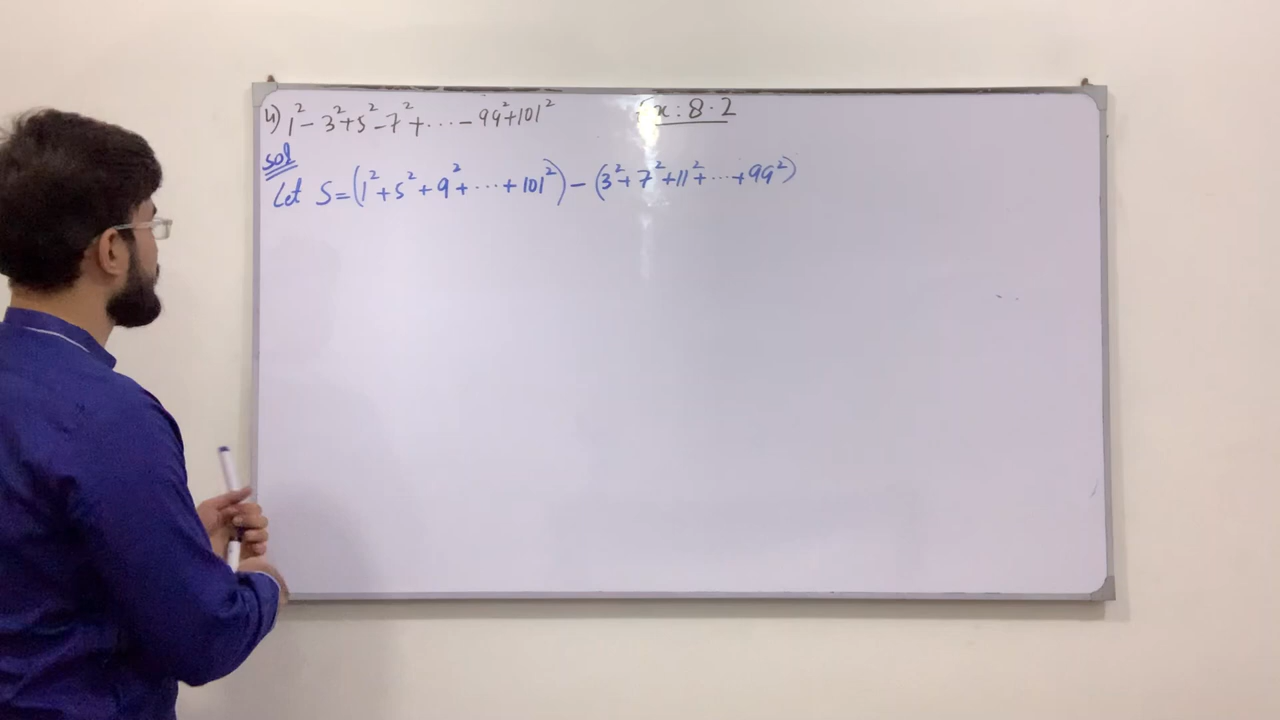 4) 1² - 3² + 5² - 7² + ... - 99² + 101²
Ex: 8.2
sol
Let S = (1² + 5² + 9² + ... + 101²) - (3² + 7² + 11² + ... + 99²)